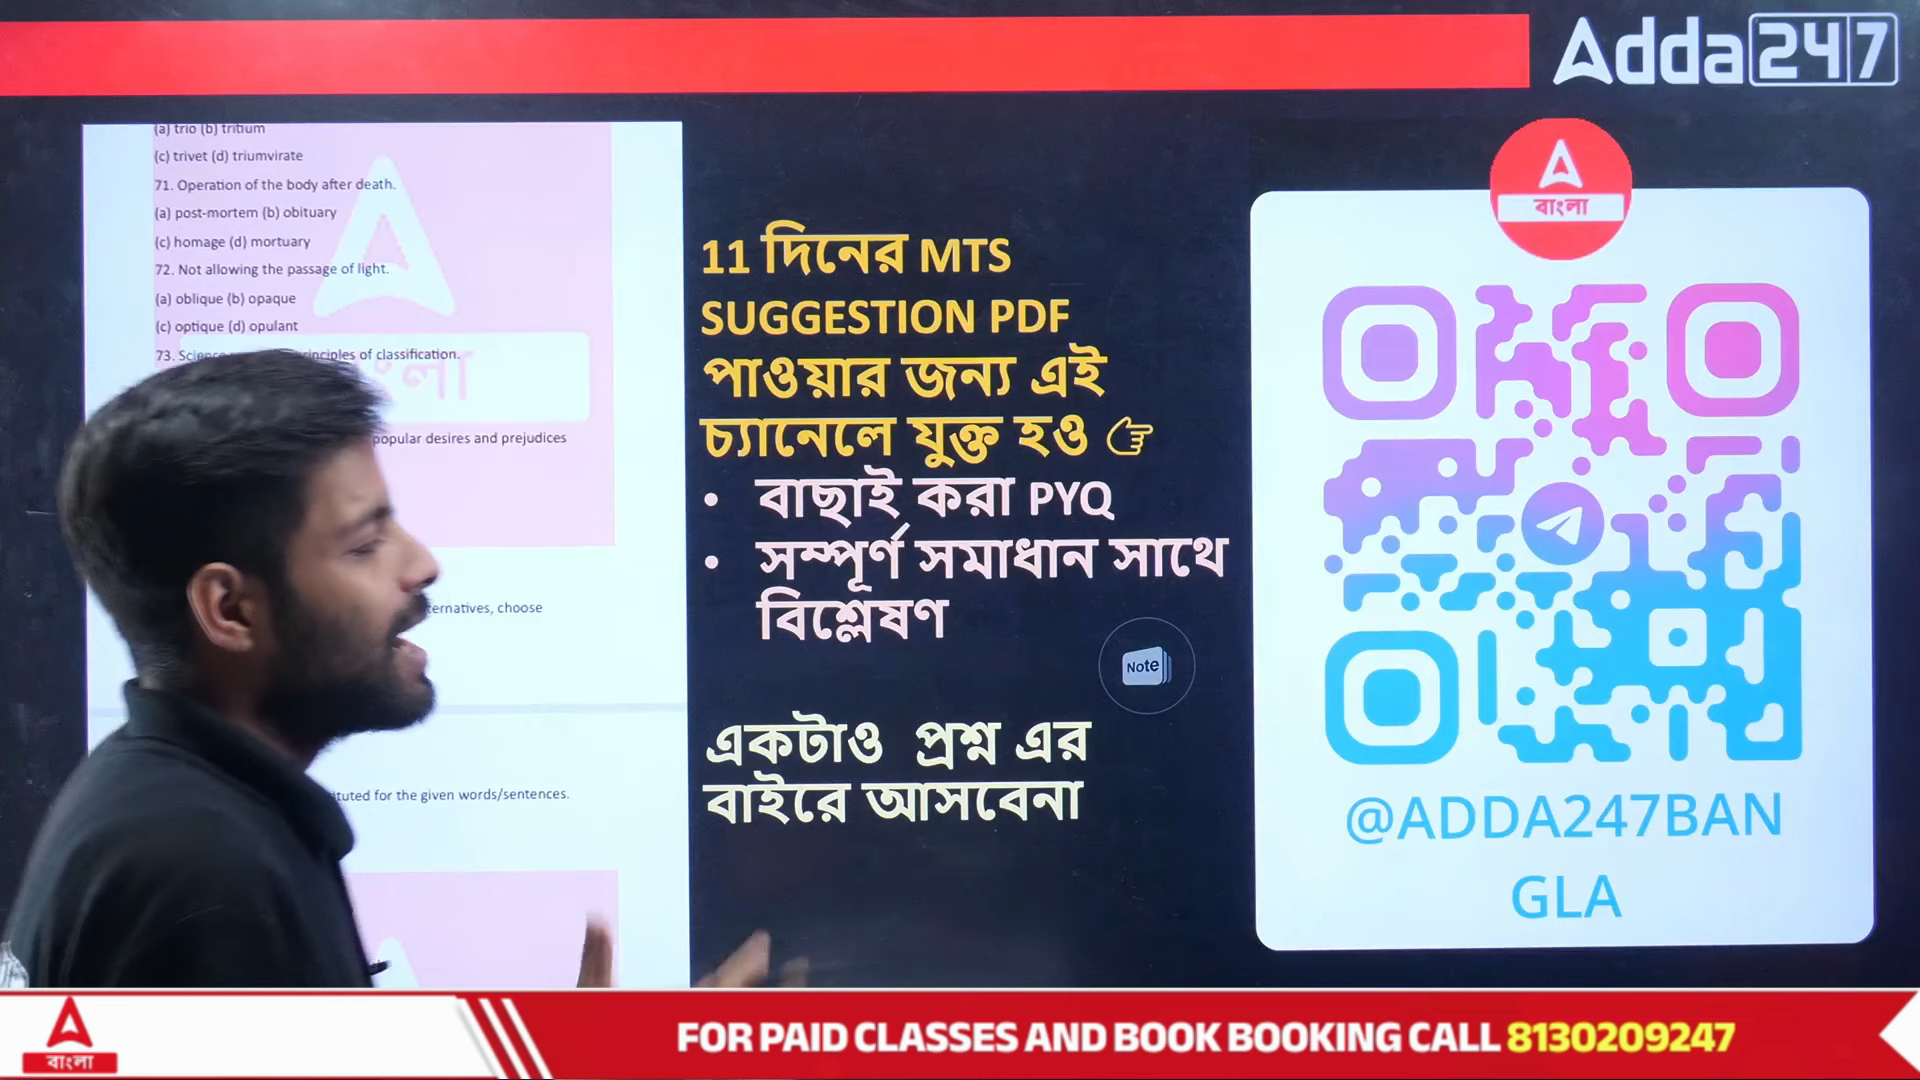 Adda247
(a) trio (b) tritium
(c) trivet (d) triumvirate
71. Operation of the body after death.
(a) post-mortem (b) obituary
(c) homage (d) mortuary
72. Not allowing the passage of light.
(a) oblique (b) opaque
(c) optique (d) opulant
73. principles of classification.
popular desires and prejudices
choose
for the given words/sentences.
11 দিনের MTS
SUGGESTION PDF
পাওয়ার জন্য এই
চ্যানেলে যুক্ত হও 👉
• বাছাই করা PYQ
• সম্পূর্ণ সমাধান সাথে
বিশ্লেষণ
Note
একটাও প্রশ্ন এর
বাইরে আসবেনা
বাংলা
@ADDA247BAN
GLA
বাংলা
FOR PAID CLASSES AND BOOK BOOKING CALL 8130209247